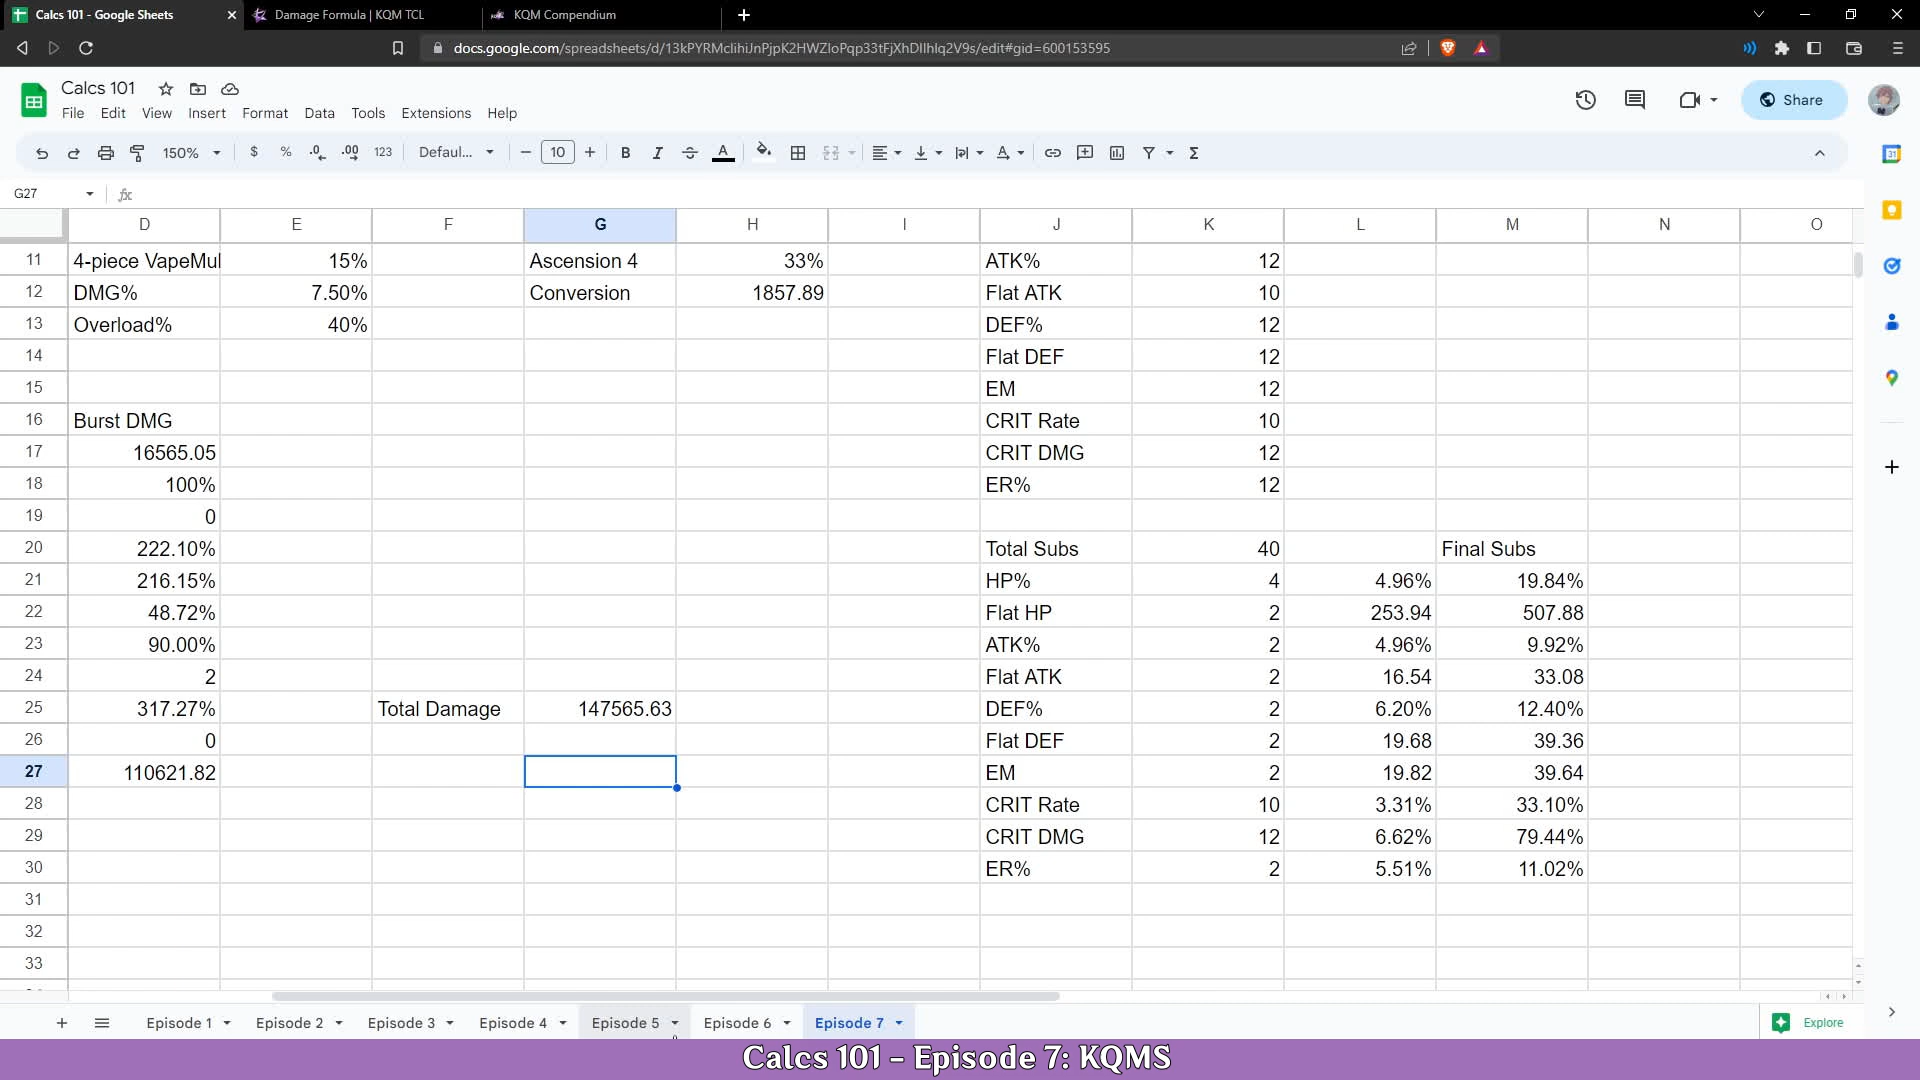 Calcs 101 - Google Sheets
Damage Formula | KQM TCL
KQM Compendium
docs.google.com/spreadsheets/d/13kPYRMclihiJnPjpK2HWZIoPqp33tFjXhDIlhIq2V9s/edit#gid=600153595
Calcs 101
File Edit View Insert Format Data Tools Extensions Help
Share
150% $ % .0 .00 123 Defaul... 10
G27
D E F G H I J K L M N O
11 4-piece VapeMul 15% Ascension 4 33% ATK% 12
12 DMG% 7.50% Conversion 1857.89 Flat ATK 10
13 Overload% 40% DEF% 12
14 Flat DEF 12
15 EM 12
16 Burst DMG CRIT Rate 10
17 16565.05 CRIT DMG 12
18 100% ER% 12
19 0
20 222.10% Total Subs 40 Final Subs
21 216.15% HP% 4 4.96% 19.84%
22 48.72% Flat HP 2 253.94 507.88
23 90.00% ATK% 2 4.96% 9.92%
24 2 Flat ATK 2 16.54 33.08
25 317.27% Total Damage 147565.63 DEF% 2 6.20% 12.40%
26 0 Flat DEF 2 19.68 39.36
27 110621.82 EM 2 19.82 39.64
28 CRIT Rate 10 3.31% 33.10%
29 CRIT DMG 12 6.62% 79.44%
30 ER% 2 5.51% 11.02%
31
32
33
Episode 1 Episode 2 Episode 3 Episode 4 Episode 5 Episode 6 Episode 7
Explore
Calcs 101 - Episode 7: KQMS